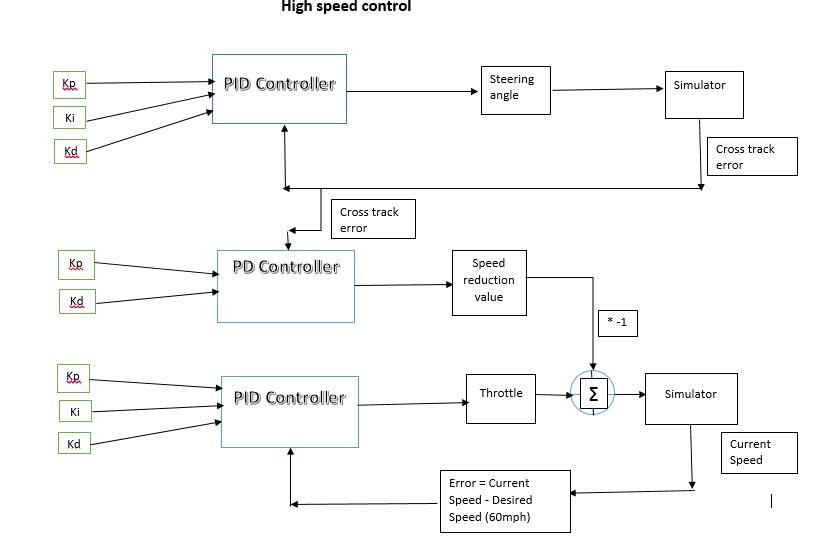 High speed control
Kp
Ki
Kd
PID Controller
Steering
angle
Simulator
Cross track
error
Cross track
error
Kp
Kd
PD Controller
Speed
reduction
value
* -1
Kp
Ki
Kd
PID Controller
Throttle
Σ
Simulator
Current
Speed
Error = Current
Speed - Desired
Speed (60mph)